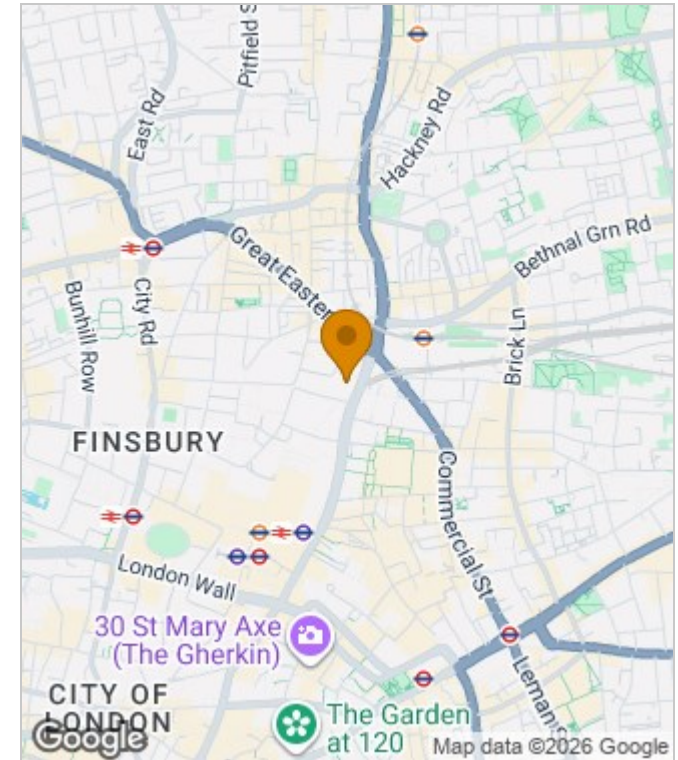 Pitfield S
East Rd
Hackney Rd
Bethnal Grn Rd
Great Eastern
City Rd
Bunhill Row
Brick Ln
FINSBURY
Commercial St
London Wall
30 St Mary Axe
(The Gherkin)
Leman S
CITY OF
LONDON
The Garden
at 120
Google
Map data ©2026 Google